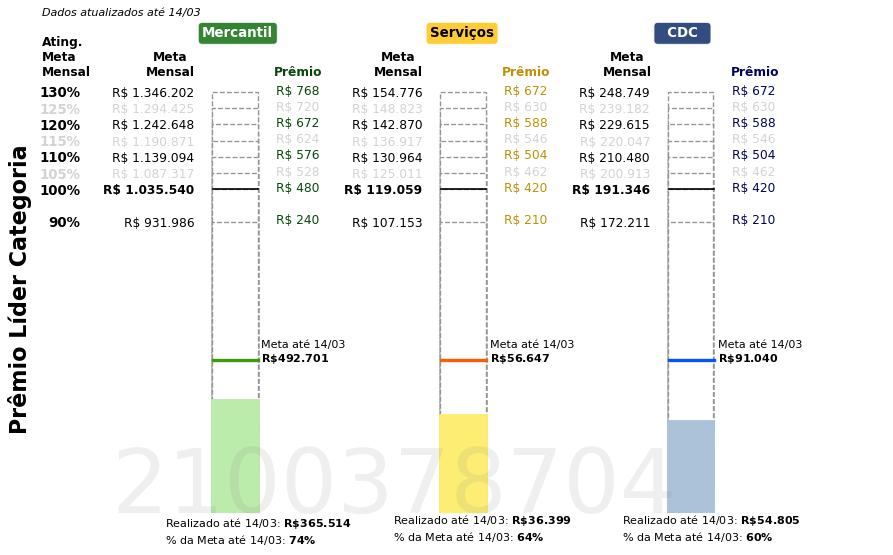 Dados atualizados até 14/03
Mercantil Serviços CDC
Ating.
Meta Meta Meta Meta
Mensal Mensal Prêmio Mensal Prêmio Mensal Prêmio
130% R$ 1.346.202 R$ 768 R$ 154.776 R$ 672 R$ 248.749 R$ 672
125% R$ 1.294.425 R$ 720 R$ 148.823 R$ 630 R$ 239.182 R$ 630
120% R$ 1.242.648 R$ 672 R$ 142.870 R$ 588 R$ 229.615 R$ 588
115% R$ 1.190.871 R$ 624 R$ 136.917 R$ 546 R$ 220.047 R$ 546
110% R$ 1.139.094 R$ 576 R$ 130.964 R$ 504 R$ 210.480 R$ 504
105% R$ 1.087.317 R$ 528 R$ 125.011 R$ 462 R$ 200.913 R$ 462
100% R$ 1.035.540 R$ 480 R$ 119.059 R$ 420 R$ 191.346 R$ 420
90% R$ 931.986 R$ 240 R$ 107.153 R$ 210 R$ 172.211 R$ 210
Prêmio Líder Categoria
Meta até 14/03 Meta até 14/03 Meta até 14/03
R$492.701 R$56.647 R$91.040
2100378704
Realizado até 14/03: R$365.514 Realizado até 14/03: R$36.399 Realizado até 14/03: R$54.805
% da Meta até 14/03: 74% % da Meta até 14/03: 64% % da Meta até 14/03: 60%